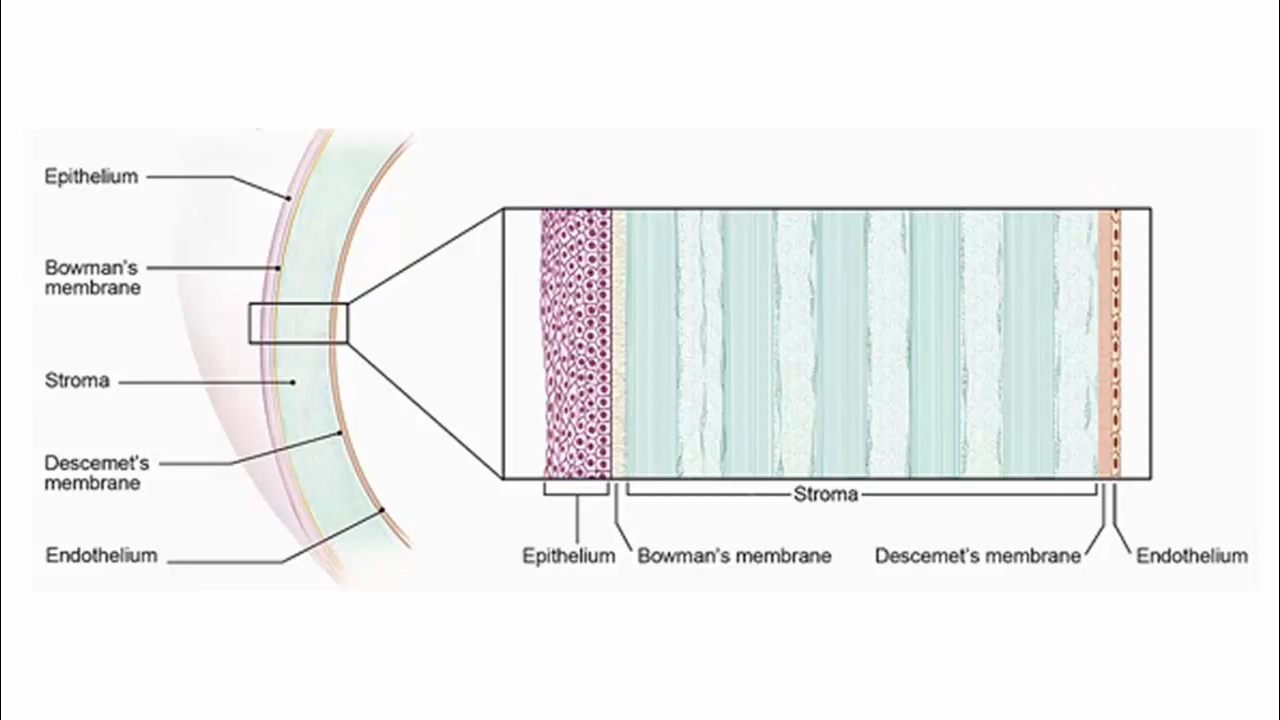 Epithelium
Bowman's
membrane
Stroma
Descemet's
membrane
Endothelium
Stroma
Epithelium
Bowman's membrane
Descemet's membrane
Endothelium